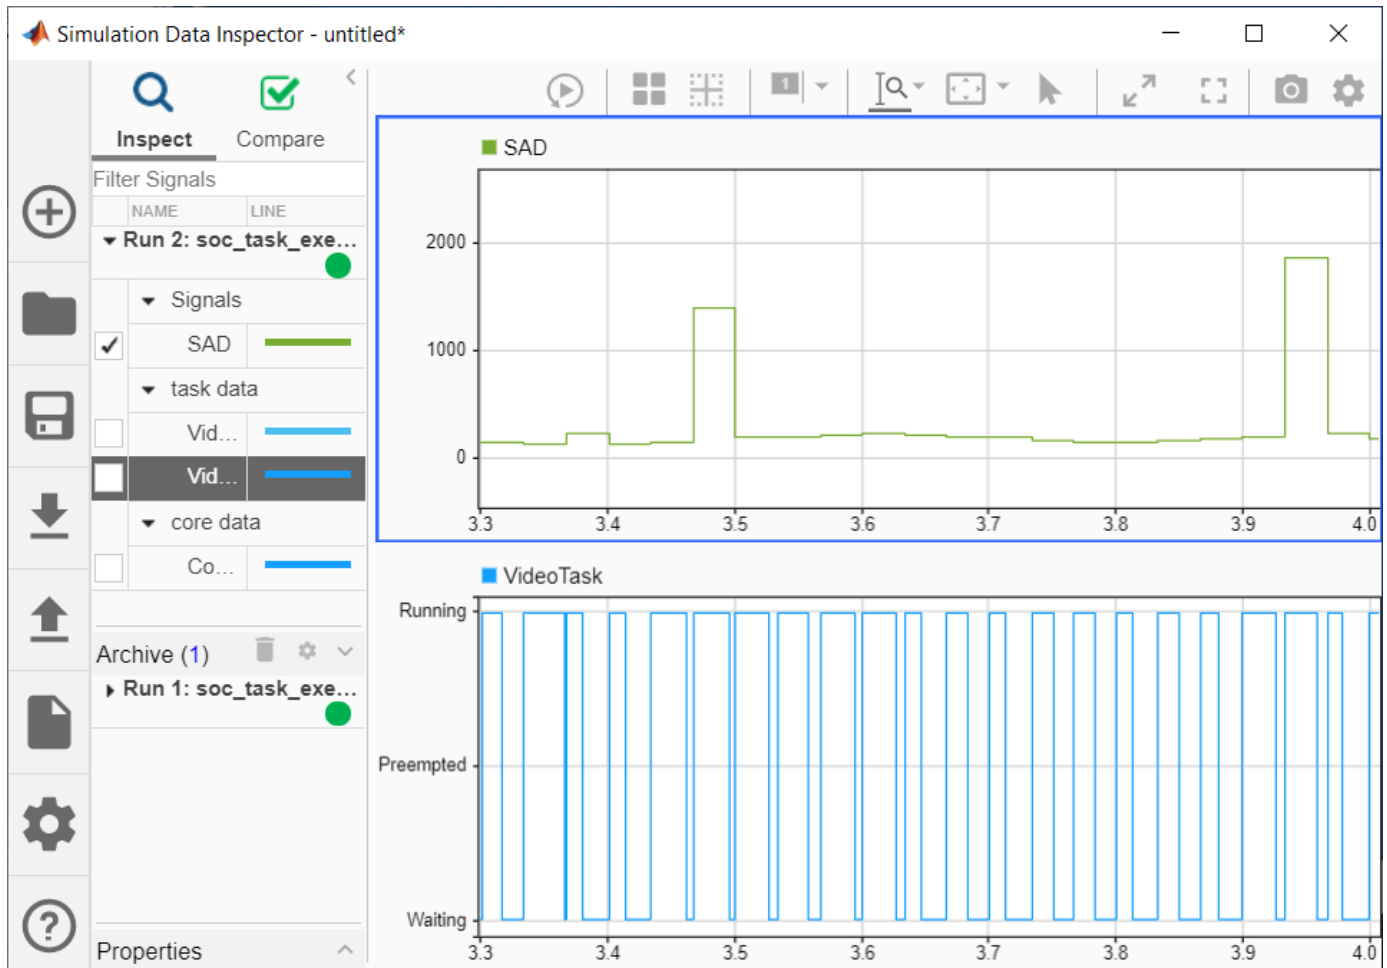 Simulation Data Inspector - untitled*
Inspect
Compare
Filter Signals
NAME LINE
Run 2: soc_task_exe...
Signals
SAD
task data
Vid...
Vid...
core data
Co...
Archive (1)
Run 1: soc_task_exe...
Properties
1
SAD
2000
1000
0
3.3 3.4 3.5 3.6 3.7 3.8 3.9 4.0
VideoTask
Running
Preempted
Waiting
3.3 3.4 3.5 3.6 3.7 3.8 3.9 4.0